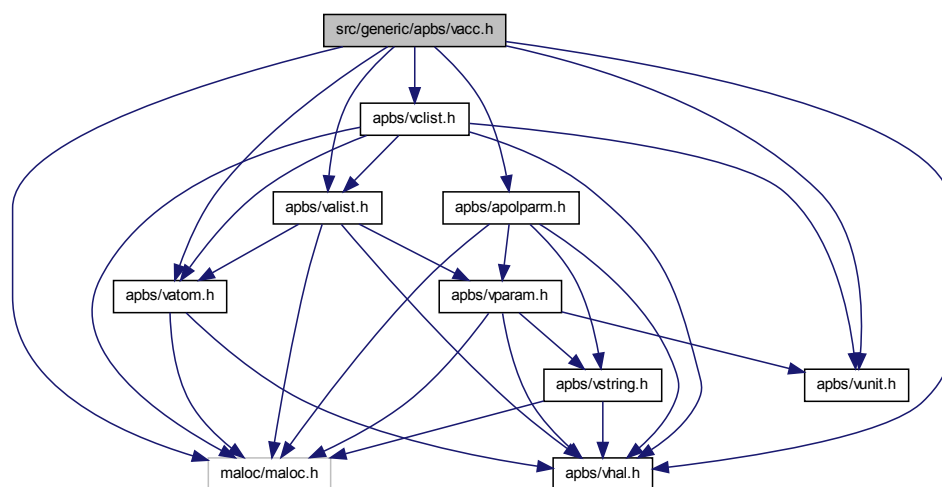 src/generic/apbs/vacc.h
apbs/vclist.h
apbs/valist.h
apbs/apolparm.h
apbs/vatom.h
apbs/vparam.h
apbs/vstring.h
apbs/vunit.h
maloc/maloc.h
apbs/vhal.h